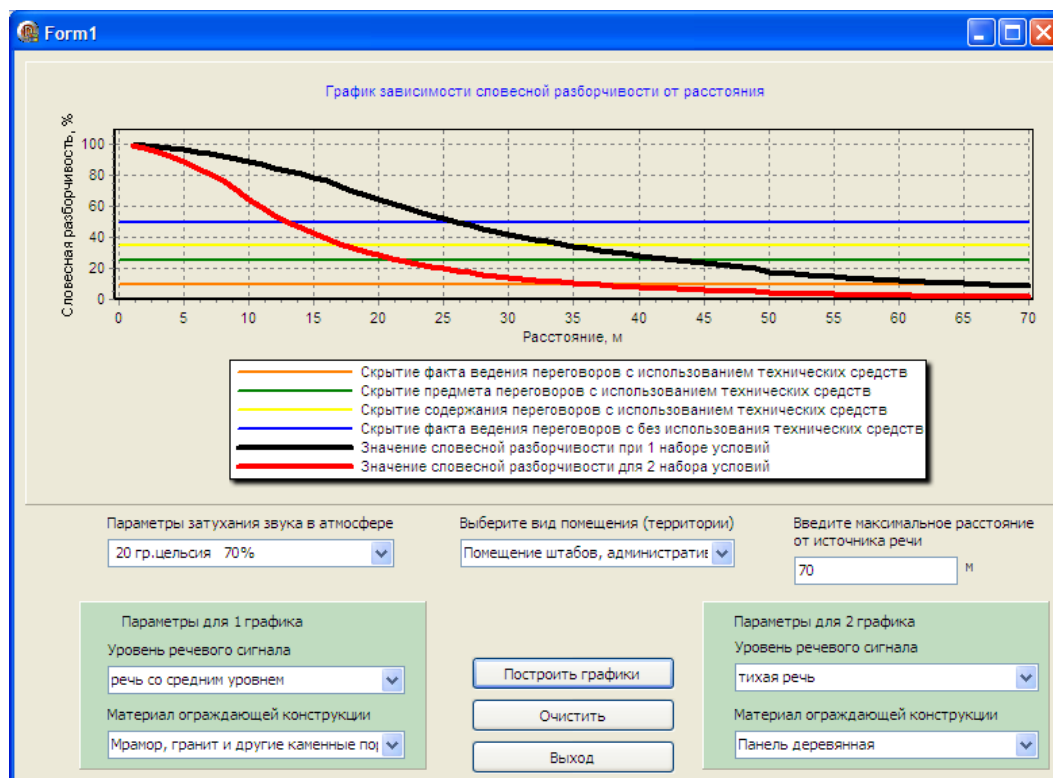 Form1
График зависимости словесной разборчивости от расстояния
Словесная разборчивость, %
100
80
60
40
20
0
0 5 10 15 20 25 30 35 40 45 50 55 60 65 70
Расстояние, м
Скрытие факта ведения переговоров с использованием технических средств
Скрытие предмета переговоров с использованием технических средств
Скрытие содержания переговоров с использованием технических средств
Скрытие факта ведения переговоров с без использования технических средств
Значение словесной разборчивости при 1 наборе условий
Значение словесной разборчивости для 2 набора условий
Параметры затухания звука в атмосфере
20 гр.цельсия 70%
Выберите вид помещения (территории)
Помещение штабов, административ
Введите максимальное расстояние
от источника речи
70 м
Параметры для 1 графика
Уровень речевого сигнала
речь со средним уровнем
Материал ограждающей конструкции
Мрамор, гранит и другие каменные пор
Построить графики
Очистить
Выход
Параметры для 2 графика
Уровень речевого сигнала
тихая речь
Материал ограждающей конструкции
Панель деревянная